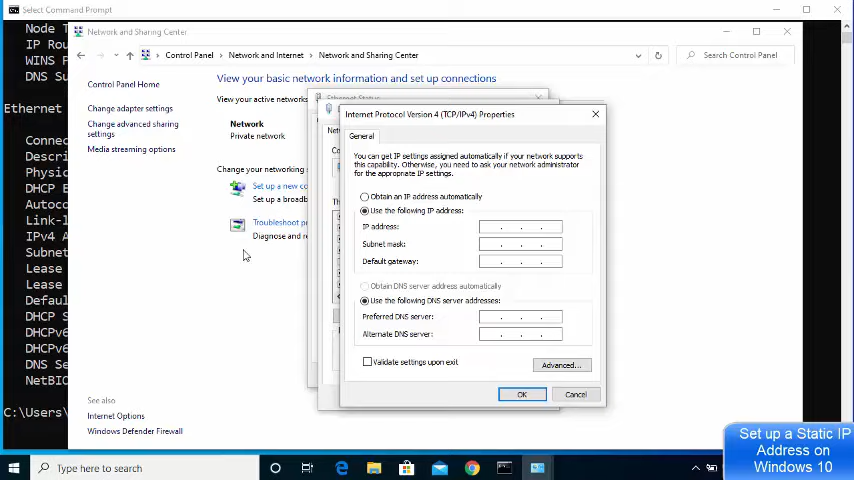 Select Command Prompt
Node T
IP Rou
WINS P
DNS Su
Ethernet
Connec
Descri
Physic
DHCP E
Autoco
Link-l
IPv4 A
Subnet
Lease
Lease
Defaul
DHCP S
DHCPv6
DHCPv6
DNS Se
NetBIO
C:\Users\
Network and Sharing Center
Control Panel > Network and Internet > Network and Sharing Center
Search Control Panel
Control Panel Home
Change adapter settings
Change advanced sharing
settings
Media streaming options
See also
Internet Options
Windows Defender Firewall
View your basic network information and set up connections
View your active networks
Network
Private network
Change your networking s
Set up a new co
Set up a broadb
Troubleshoot pr
Diagnose and re
Ethernet Status
Internet Protocol Version 4 (TCP/IPv4) Properties
General
You can get IP settings assigned automatically if your network supports
this capability. Otherwise, you need to ask your network administrator
for the appropriate IP settings.
Obtain an IP address automatically
Use the following IP address:
IP address:
Subnet mask:
Default gateway:
Obtain DNS server address automatically
Use the following DNS server addresses:
Preferred DNS server:
Alternate DNS server:
Validate settings upon exit
Advanced...
OK
Cancel
Type here to search
Set up a Static IP
Address on
Windows 10